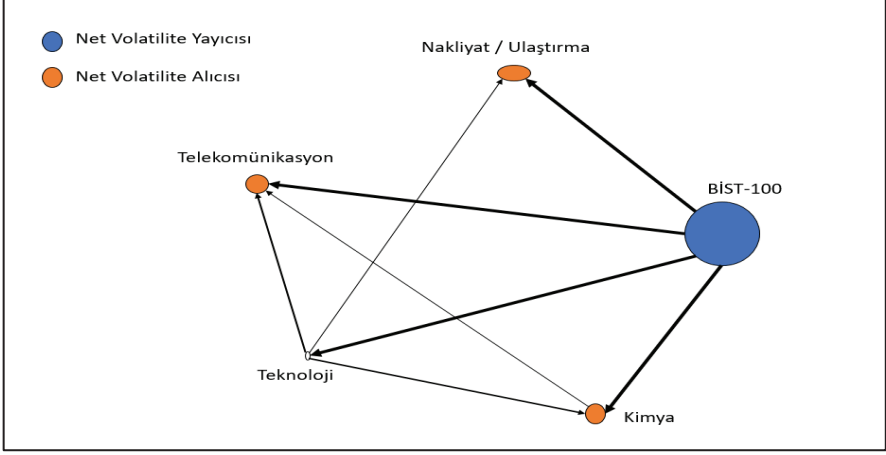 Net Volatilite Yayıcısı
Net Volatilite Alıcısı
Nakliyat / Ulaştırma
Telekomünikasyon
BİST-100
Teknoloji
Kimya